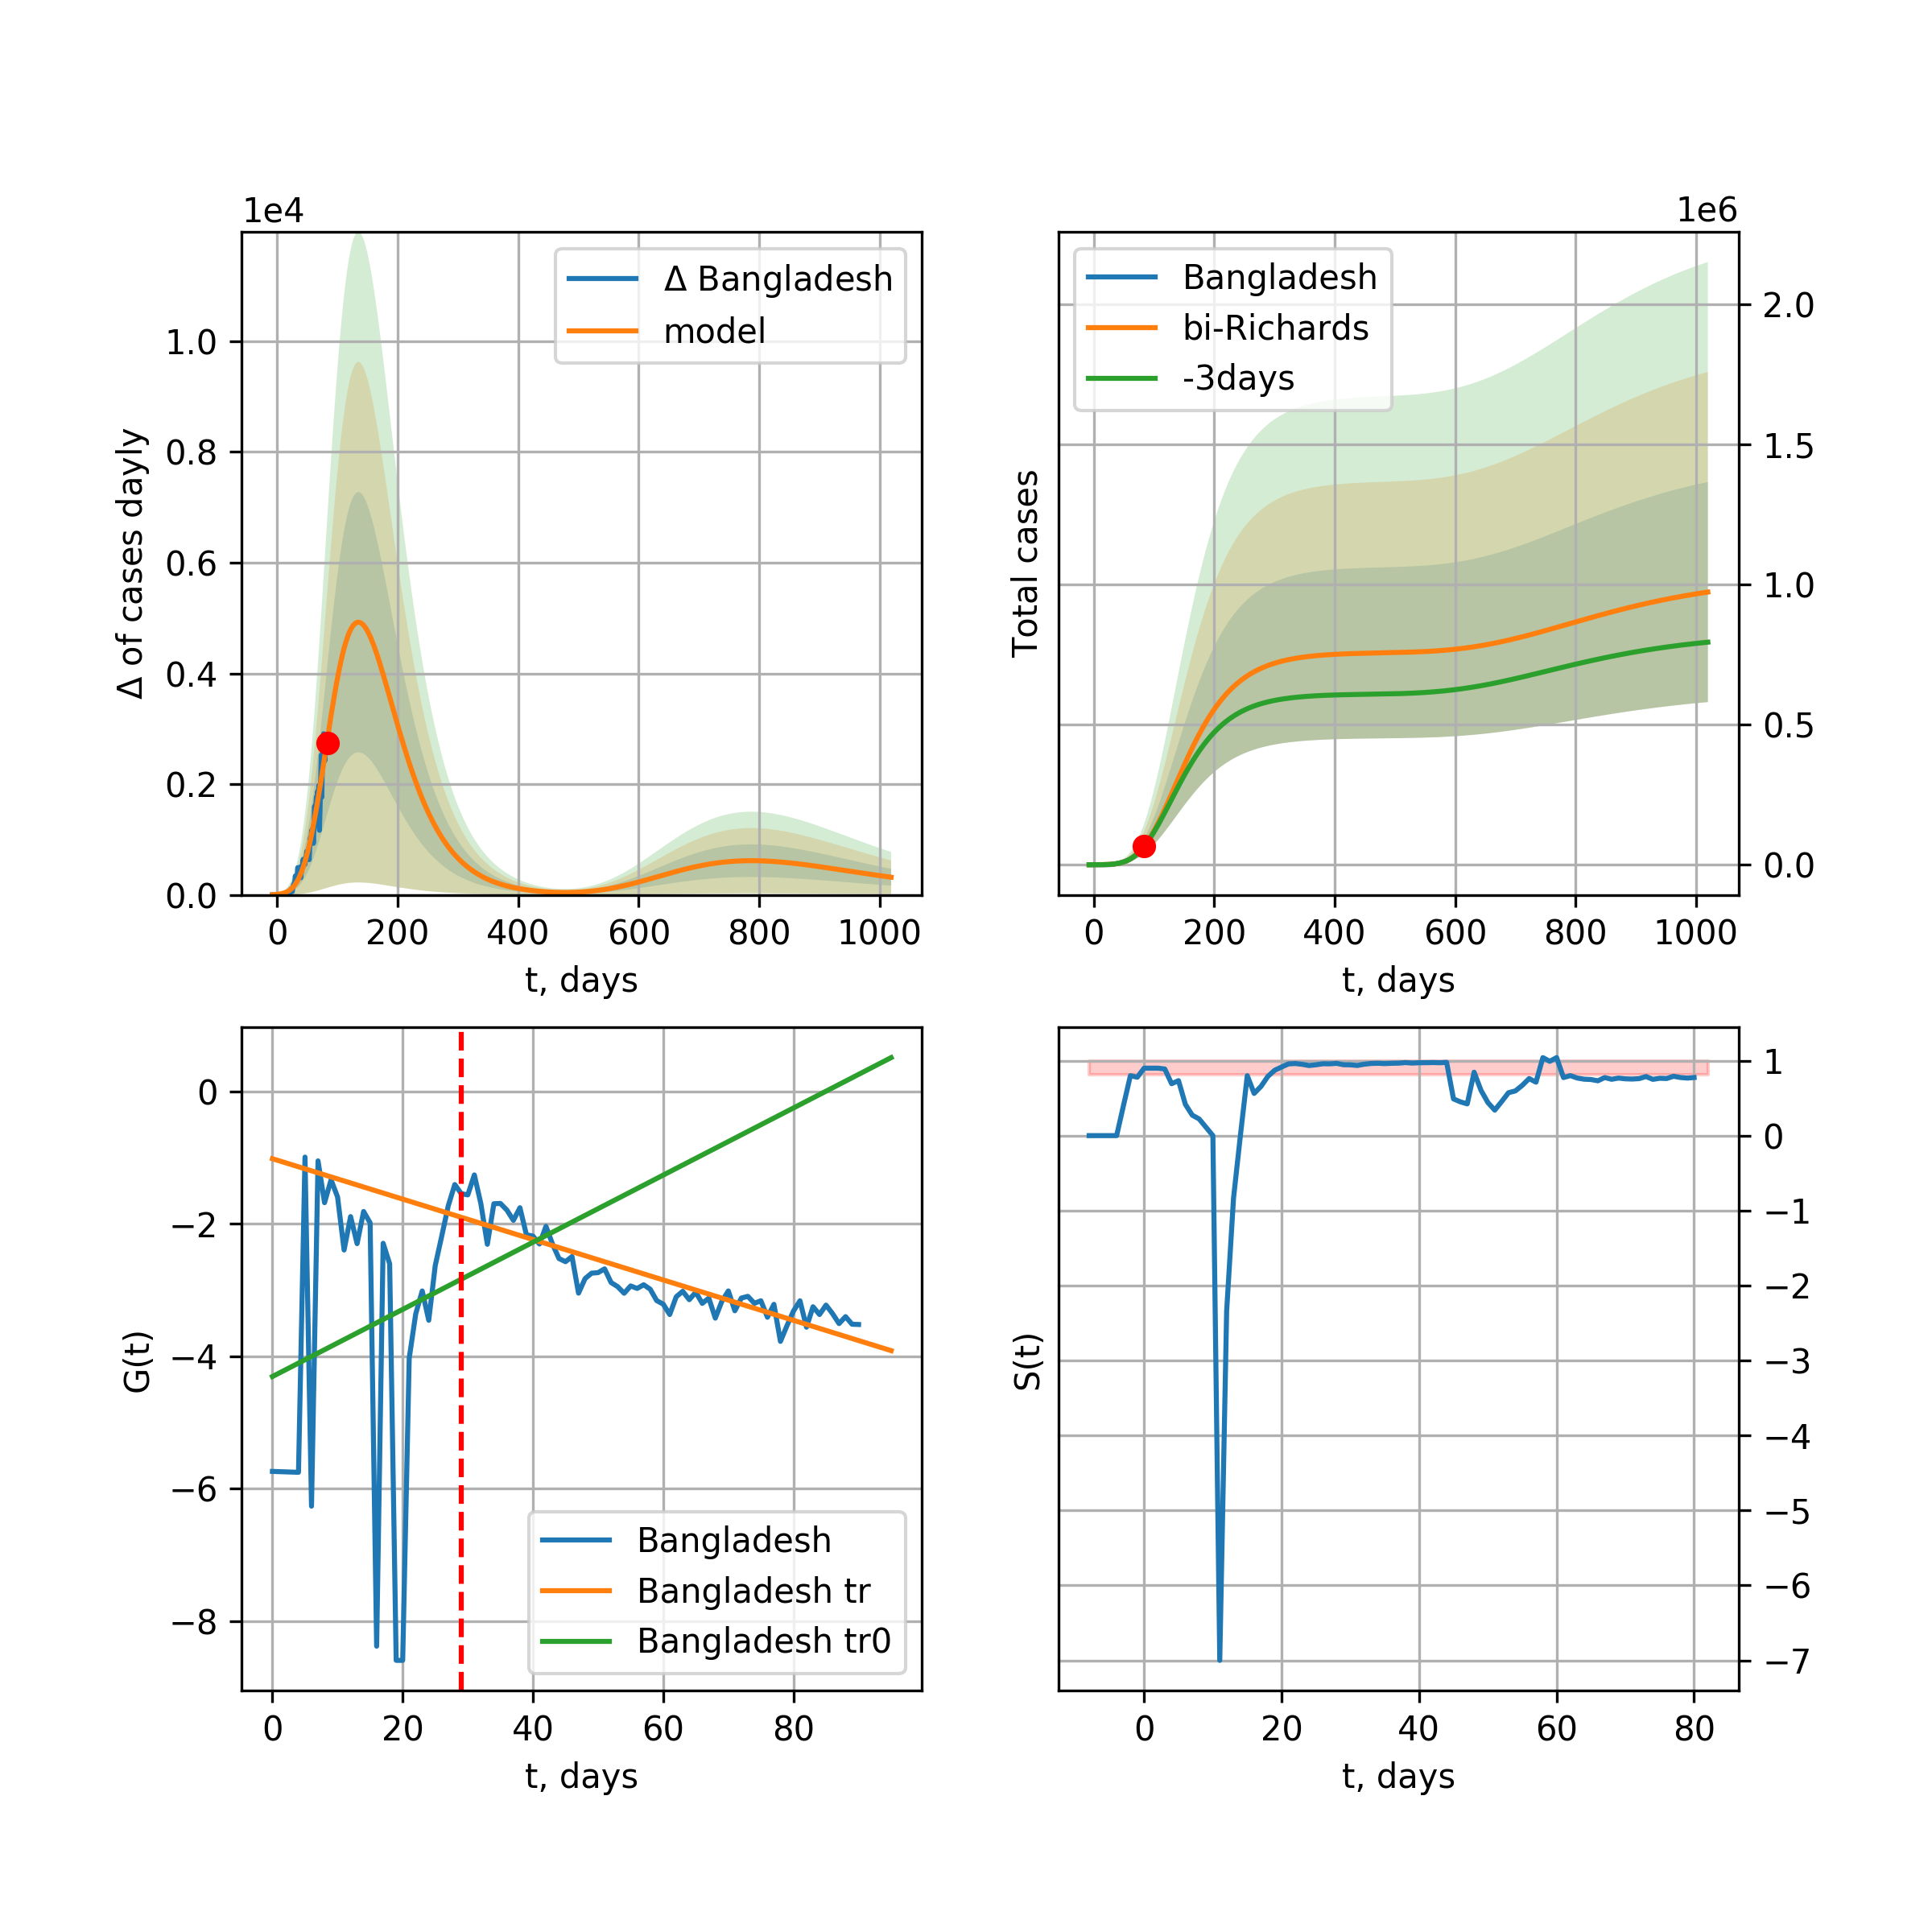 1e4
Δ Bangladesh
model
1.0
0.8
0.6
0.4
0.2
0.0
Δ of cases dayly
0 200 400 600 800 1000
t, days
1e6
Bangladesh
bi-Richards
-3days
2.0
1.5
1.0
0.5
0.0
Total cases
0 200 400 600 800 1000
t, days
0
−2
−4
−6
−8
G(t)
Bangladesh
Bangladesh tr
Bangladesh tr0
0 20 40 60 80
t, days
1
0
−1
−2
−3
−4
−5
−6
−7
S(t)
0 20 40 60 80
t, days